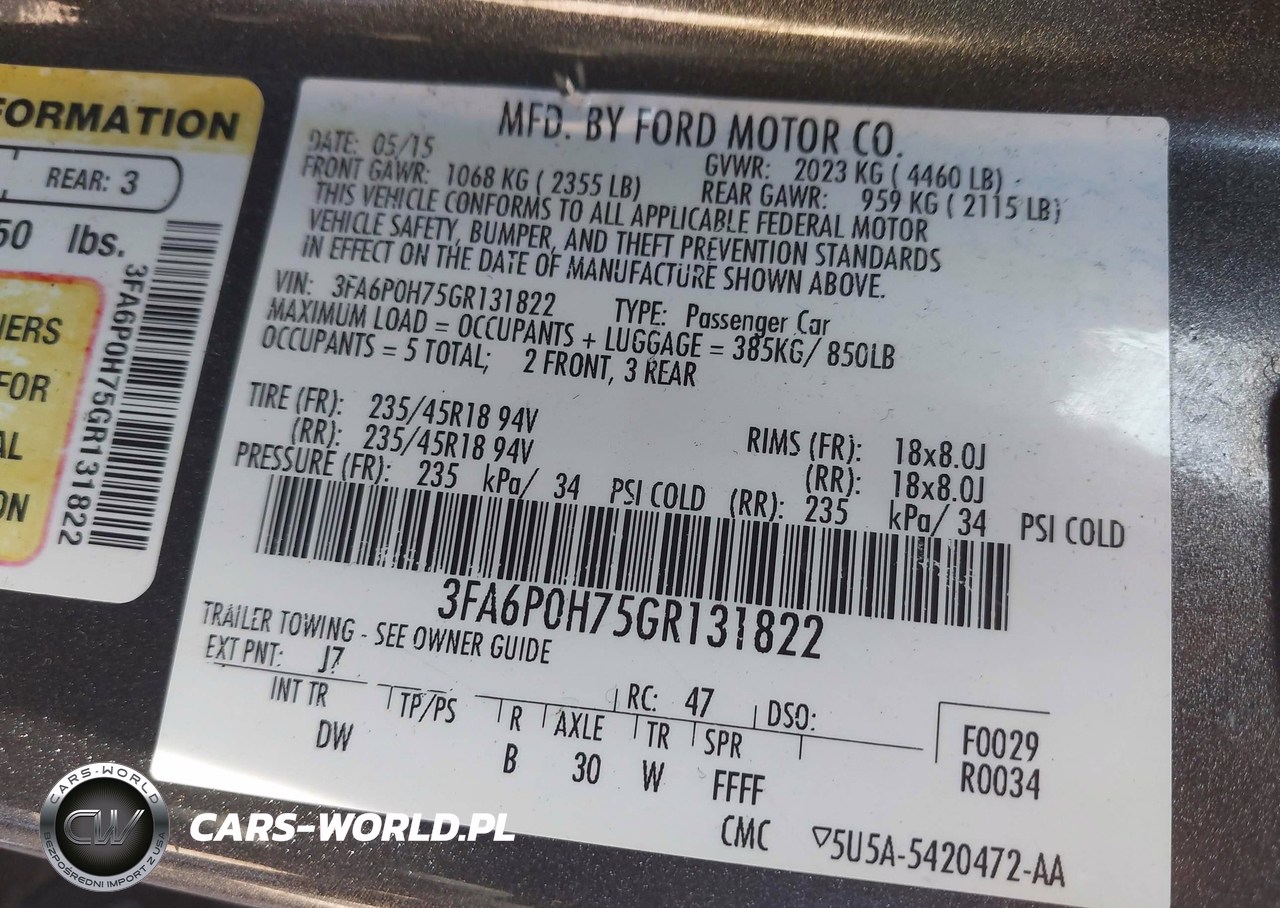 FORMATION
REAR: 3
50 lbs.
3FA6P0H75GR131822
IERS
FOR
AL
ON
MFD. BY FORD MOTOR CO.
DATE: 05/15 GVWR: 2023 KG ( 4460 LB)
FRONT GAWR: 1068 KG ( 2355 LB) REAR GAWR: 959 KG ( 2115 LB)
THIS VEHICLE CONFORMS TO ALL APPLICABLE FEDERAL MOTOR
VEHICLE SAFETY, BUMPER, AND THEFT PREVENTION STANDARDS
IN EFFECT ON THE DATE OF MANUFACTURE SHOWN ABOVE.
VIN: 3FA6P0H75GR131822 TYPE: Passenger Car
MAXIMUM LOAD = OCCUPANTS + LUGGAGE = 385KG/ 850LB
OCCUPANTS = 5 TOTAL; 2 FRONT, 3 REAR
TIRE (FR): 235/45R18 94V RIMS (FR): 18x8.0J
(RR): 235/45R18 94V (RR): 18x8.0J
PRESSURE (FR): 235 kPa/ 34 PSI COLD (RR): 235 kPa/ 34 PSI COLD
3FA6P0H75GR131822
TRAILER TOWING - SEE OWNER GUIDE
EXT PNT: J7 RC: 47 DSO:
INT TR TP/PS R AXLE TR SPR
DW B 30 W FFFF
F0029
R0034
CMC ▽5U5A-5420472-AA
CARS-WORLD
CW
BEZPOŚREDNI IMPORT Z USA
CARS-WORLD.PL